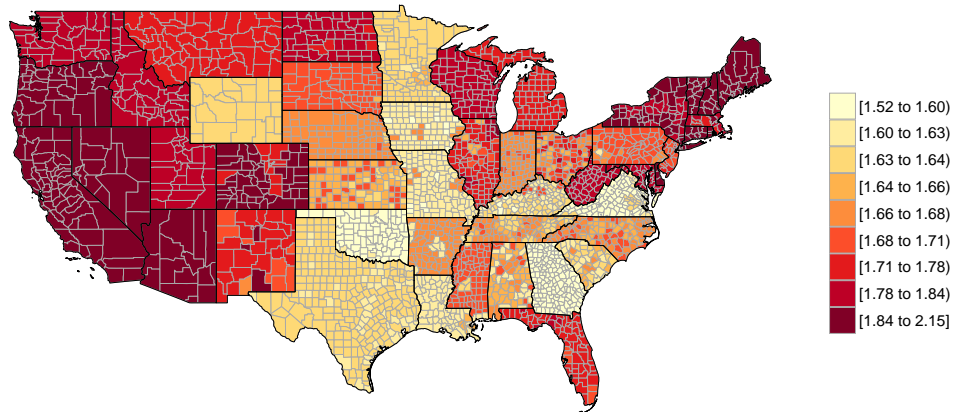 [1.52 to 1.60)
[1.60 to 1.63)
[1.63 to 1.64)
[1.64 to 1.66)
[1.66 to 1.68)
[1.68 to 1.71)
[1.71 to 1.78)
[1.78 to 1.84)
[1.84 to 2.15]